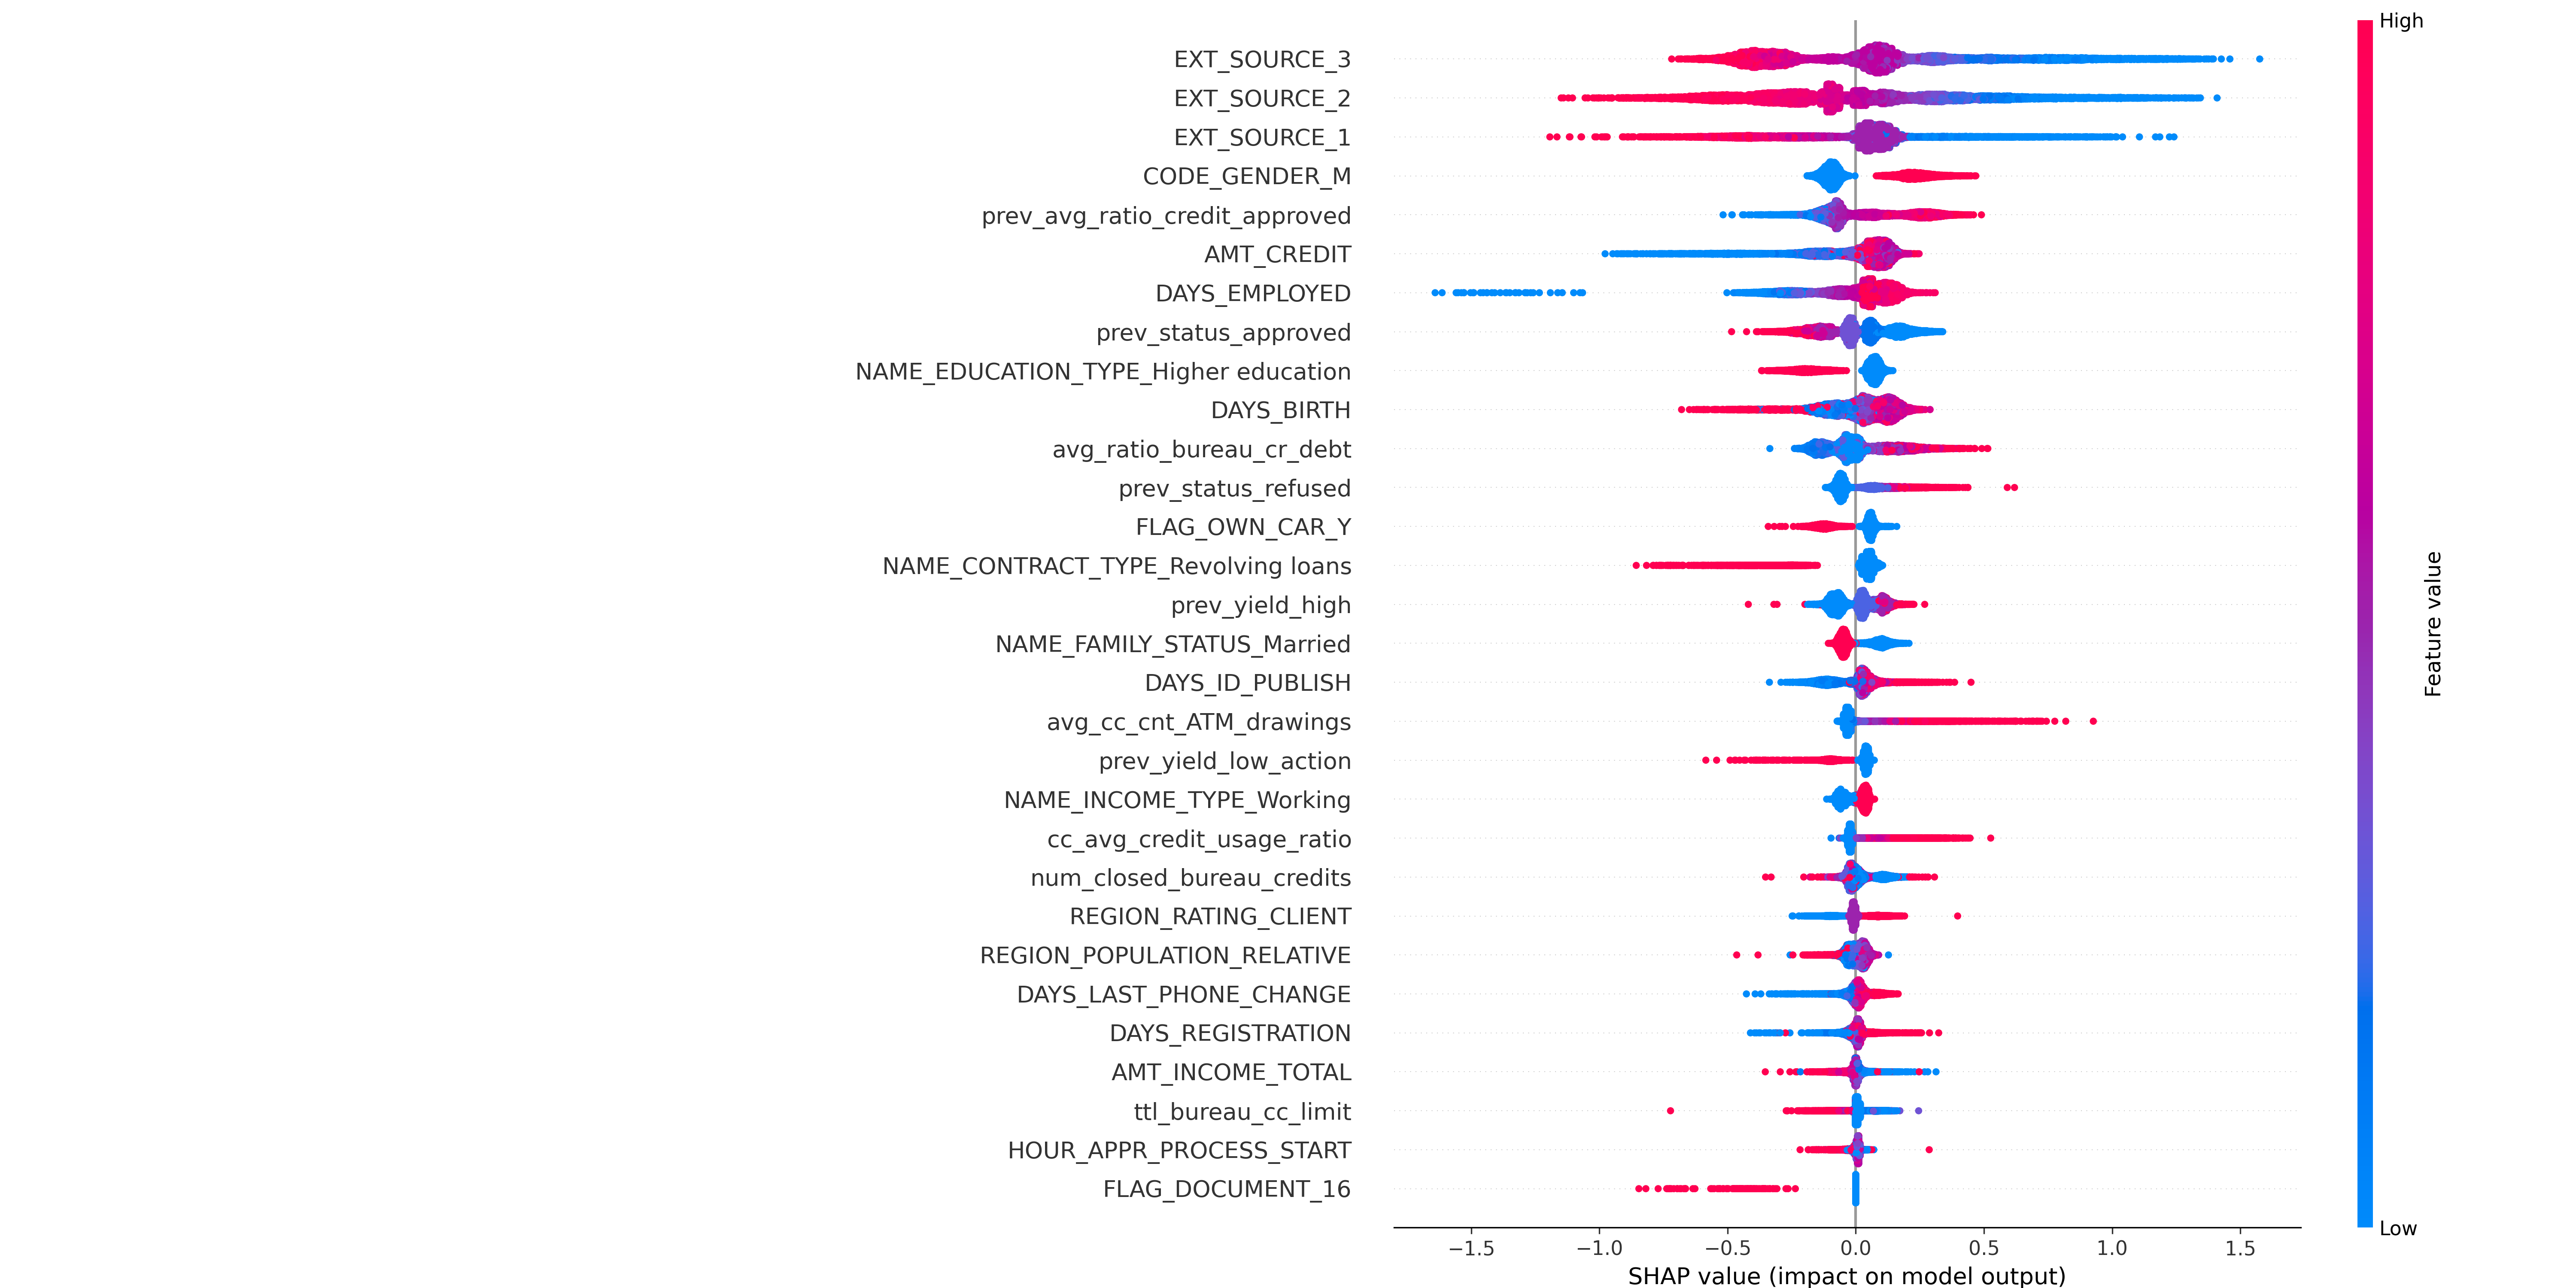 High
EXT_SOURCE_3
EXT_SOURCE_2
EXT_SOURCE_1
CODE_GENDER_M
prev_avg_ratio_credit_approved
AMT_CREDIT
DAYS_EMPLOYED
prev_status_approved
NAME_EDUCATION_TYPE_Higher education
DAYS_BIRTH
avg_ratio_bureau_cr_debt
prev_status_refused
FLAG_OWN_CAR_Y
NAME_CONTRACT_TYPE_Revolving loans
prev_yield_high
NAME_FAMILY_STATUS_Married
DAYS_ID_PUBLISH
avg_cc_cnt_ATM_drawings
prev_yield_low_action
NAME_INCOME_TYPE_Working
cc_avg_credit_usage_ratio
num_closed_bureau_credits
REGION_RATING_CLIENT
REGION_POPULATION_RELATIVE
DAYS_LAST_PHONE_CHANGE
DAYS_REGISTRATION
AMT_INCOME_TOTAL
ttl_bureau_cc_limit
HOUR_APPR_PROCESS_START
FLAG_DOCUMENT_16
Feature value
Low
−1.5 −1.0 −0.5 0.0 0.5 1.0 1.5
SHAP value (impact on model output)